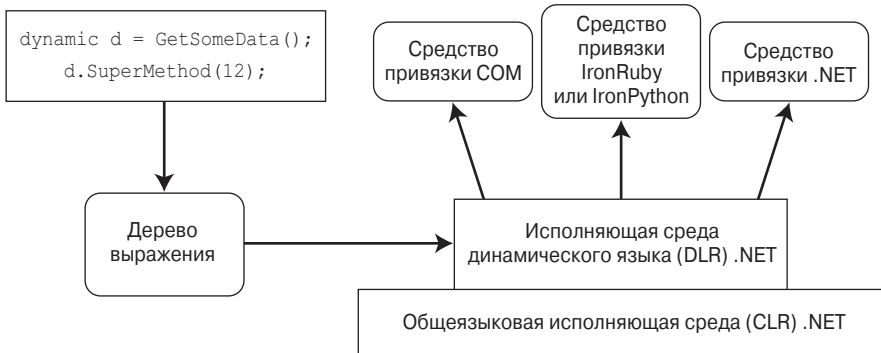 dynamic d = GetSomeData();
d.SuperMethod(12);
Средство
привязки COM
Средство
привязки
IronRuby
или IronPython
Средство
привязки .NET
Дерево
выражения
Исполняющая среда
динамического языка (DLR) .NET
Общеязыковая исполняющая среда (CLR) .NET